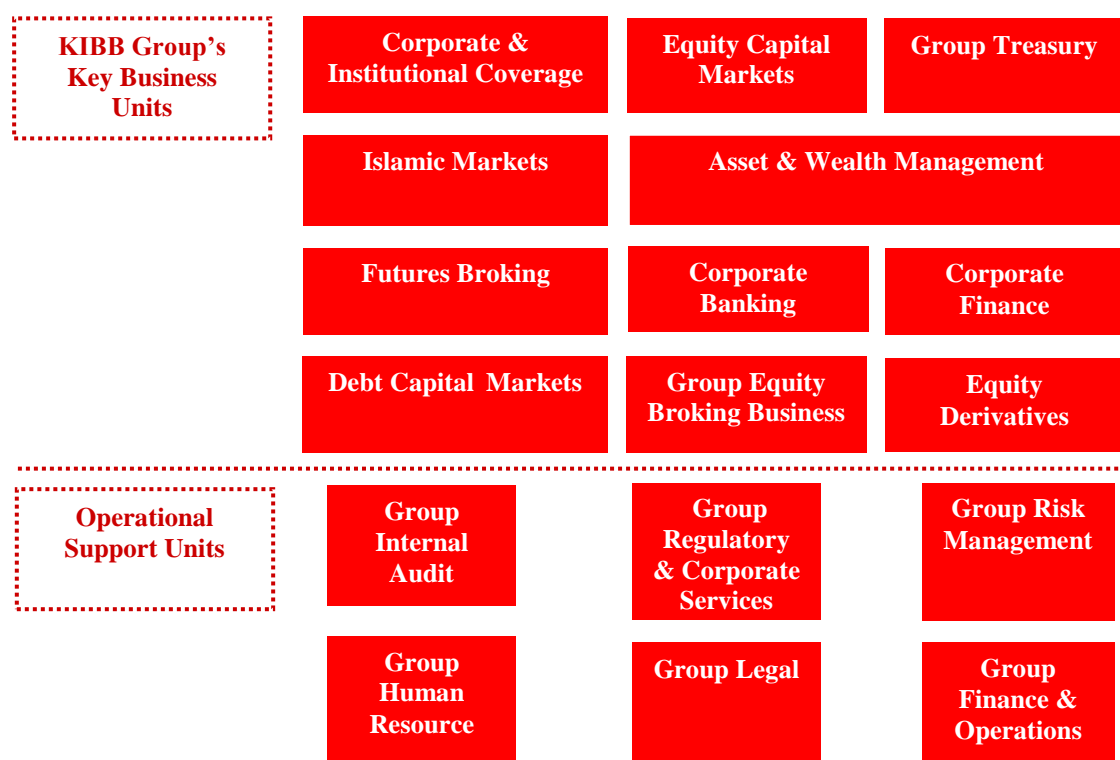 KIBB Group's
Key Business
Units
Corporate &
Institutional Coverage
Equity Capital
Markets
Group Treasury
Islamic Markets
Asset & Wealth Management
Futures Broking
Corporate
Banking
Corporate
Finance
Debt Capital Markets
Group Equity
Broking Business
Equity
Derivatives
Operational
Support Units
Group
Internal
Audit
Group
Regulatory
& Corporate
Services
Group Risk
Management
Group
Human
Resource
Group Legal
Group
Finance &
Operations